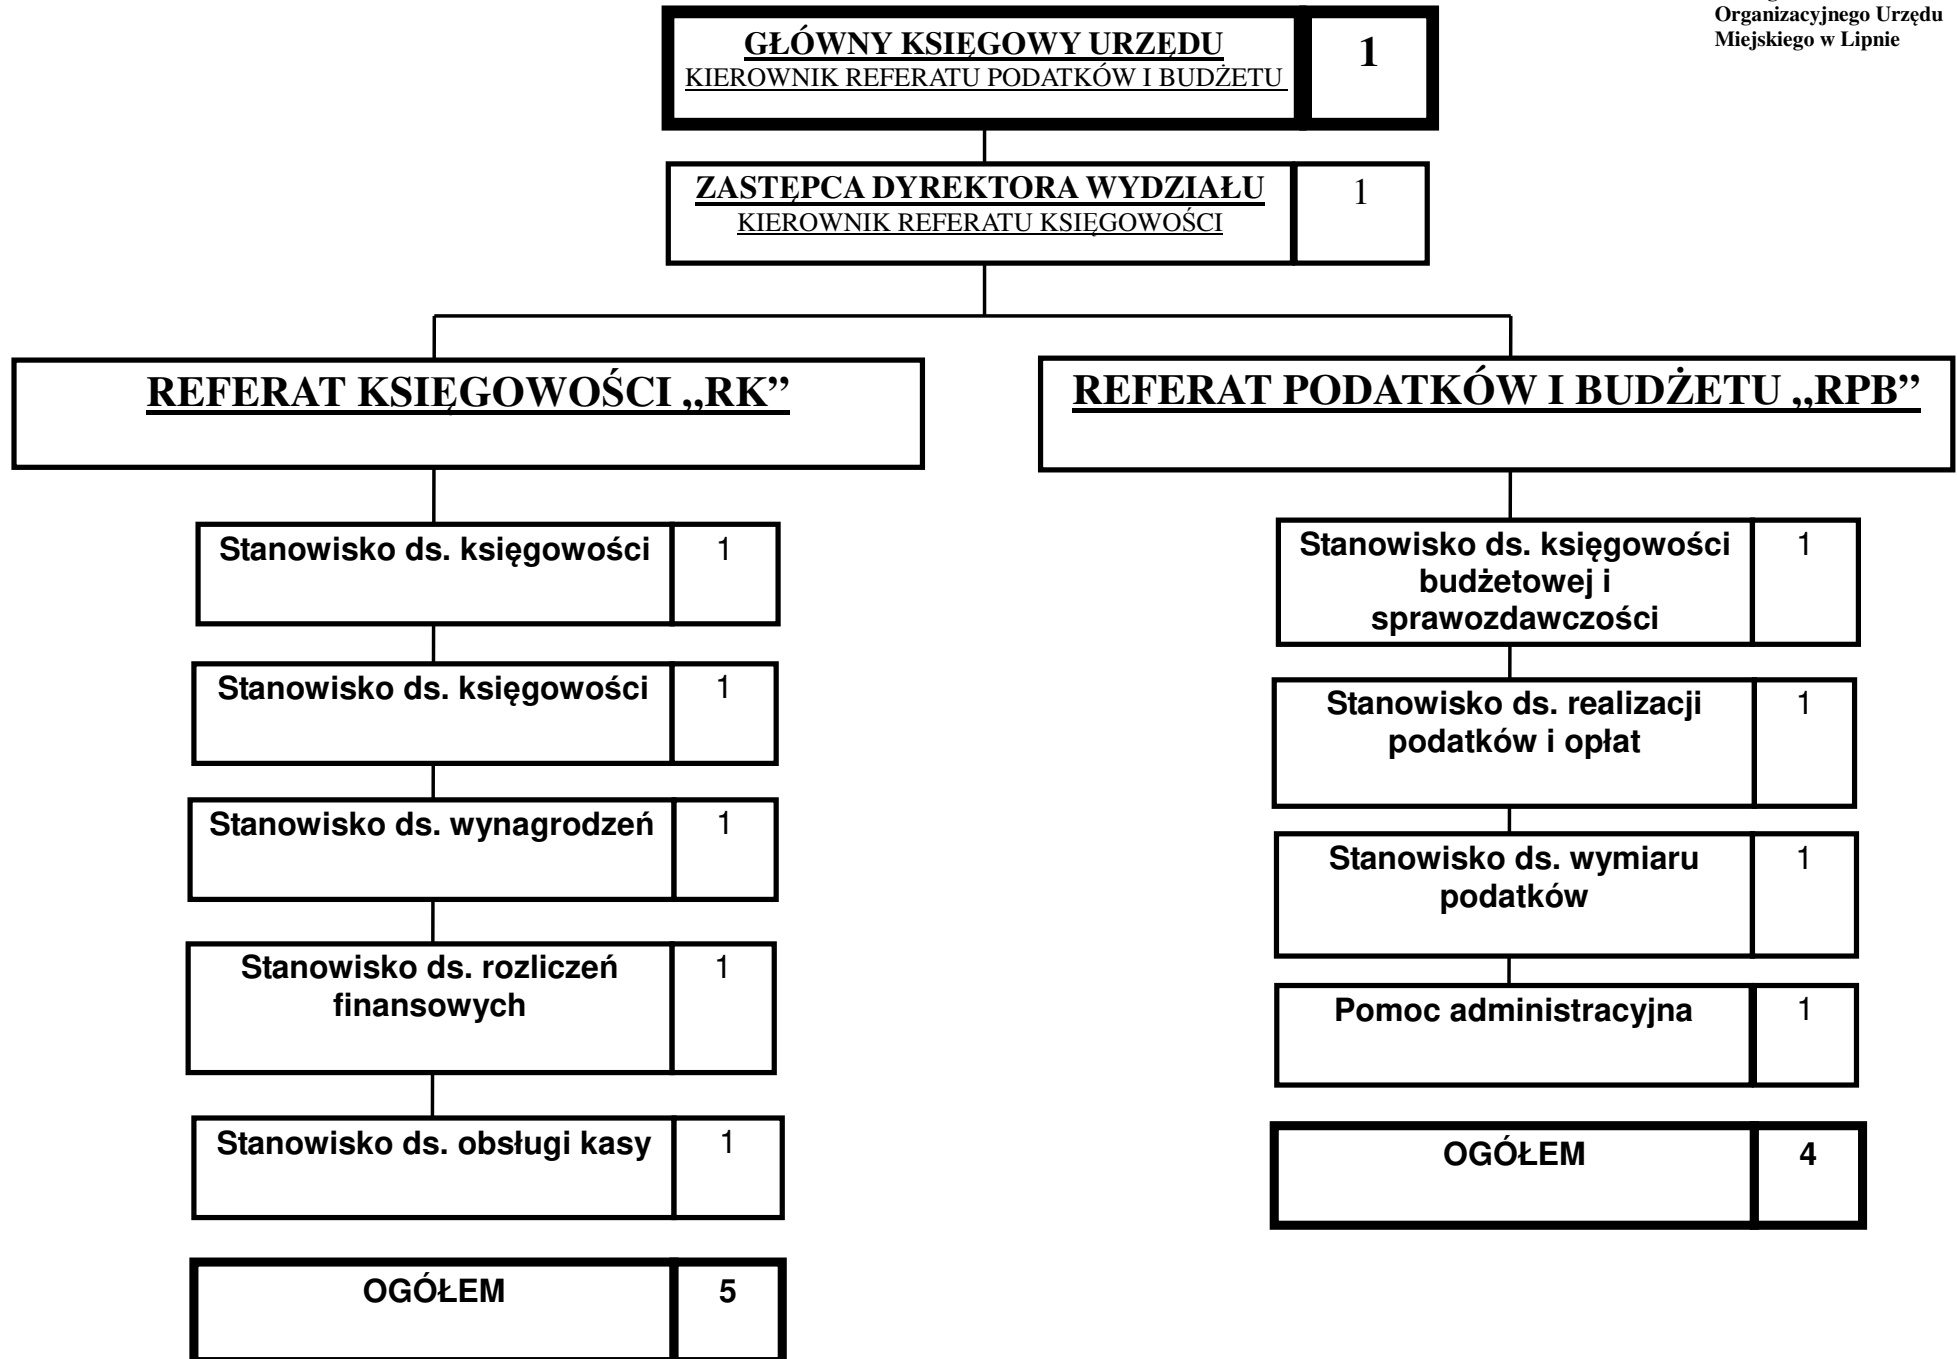 Organizacyjnego Urzędu
Miejskiego w Lipnie
GŁÓWNY KSIĘGOWY URZĘDU
KIEROWNIK REFERATU PODATKÓW I BUDŻETU
1
ZASTĘPCA DYREKTORA WYDZIAŁU
KIEROWNIK REFERATU KSIĘGOWOŚCI
1
REFERAT KSIĘGOWOŚCI „RK”
Stanowisko ds. księgowości
1
Stanowisko ds. księgowości
1
Stanowisko ds. wynagrodzeń
1
Stanowisko ds. rozliczeń
finansowych
1
Stanowisko ds. obsługi kasy
1
OGÓŁEM
5
REFERAT PODATKÓW I BUDŻETU „RPB”
Stanowisko ds. księgowości
budżetowej i
sprawozdawczości
1
Stanowisko ds. realizacji
podatków i opłat
1
Stanowisko ds. wymiaru
podatków
1
Pomoc administracyjna
1
OGÓŁEM
4